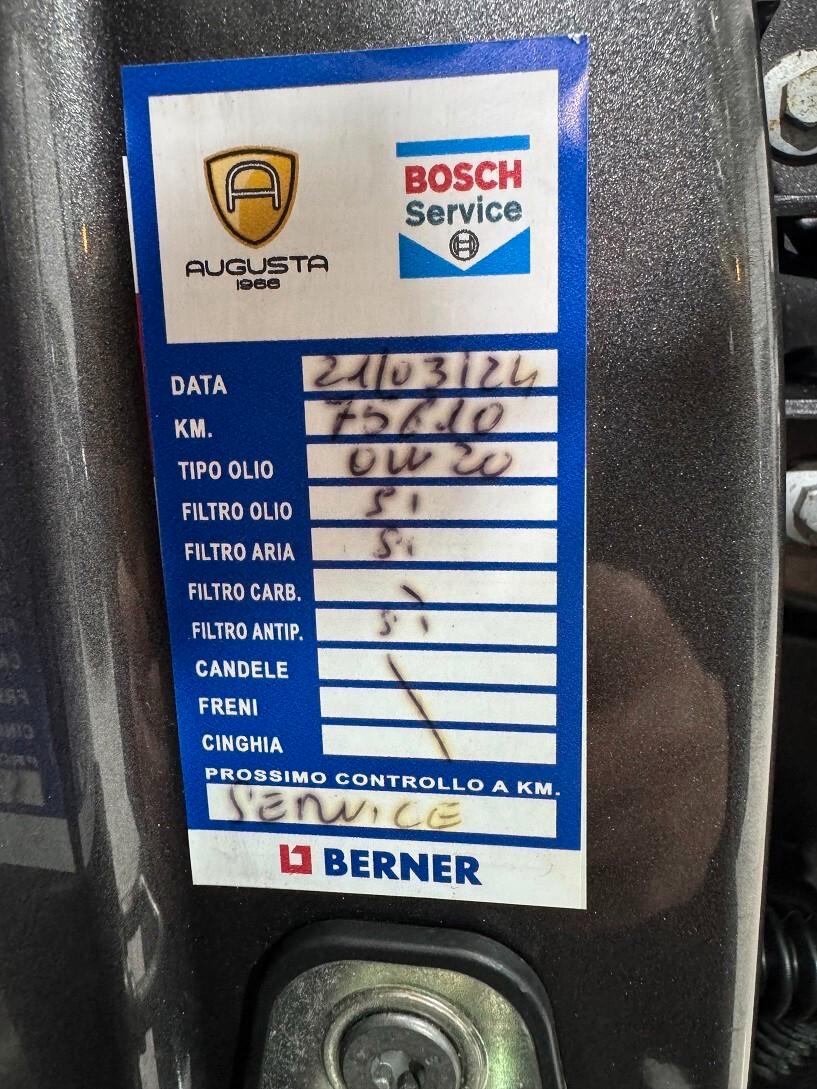 AUGUSTA
1986
BOSCH
Service
DATA 21/03/24
KM. 75610
TIPO OLIO 0W20
FILTRO OLIO Si
FILTRO ARIA Si
FILTRO CARB.
FILTRO ANTIP. Si
CANDELE
FRENI
CINGHIA
PROSSIMO CONTROLLO A KM.
SERVICE
BERNER